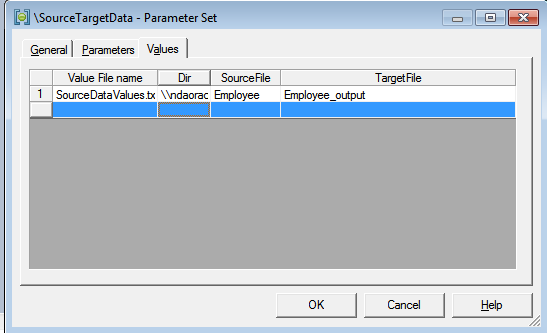 \SourceTargetData - Parameter Set
General Parameters Values
Value File name Dir SourceFile TargetFile
1 SourceDataValues.tx \\ndaorac Employee Employee_output
OK Cancel Help